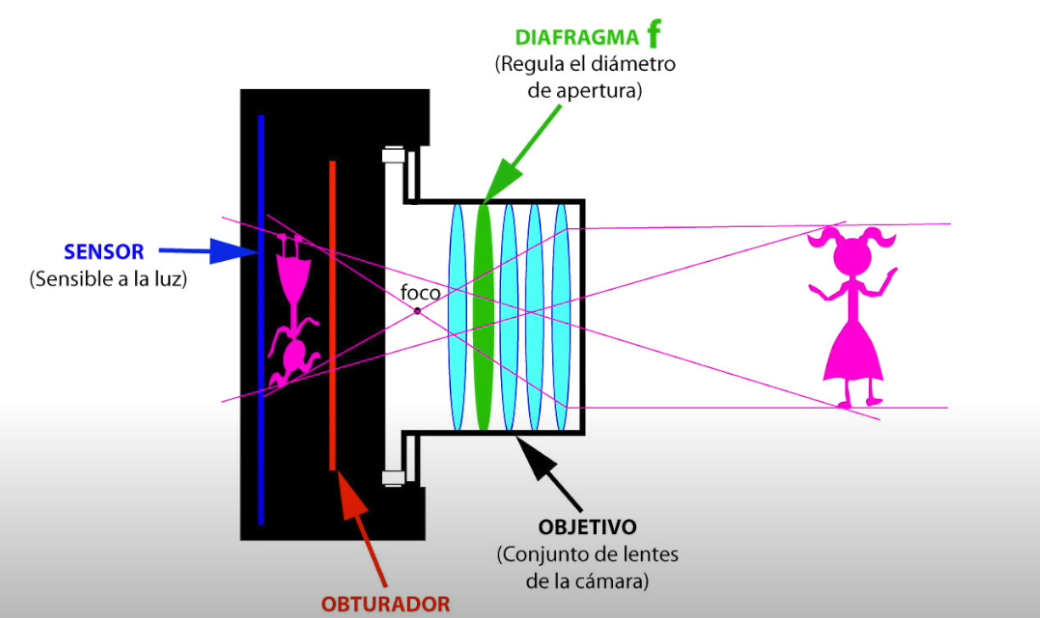 DIAFRAGMA f
(Regula el diámetro
de apertura)
SENSOR
(Sensible a la luz)
foco
OBJETIVO
(Conjunto de lentes
de la cámara)
OBTURADOR